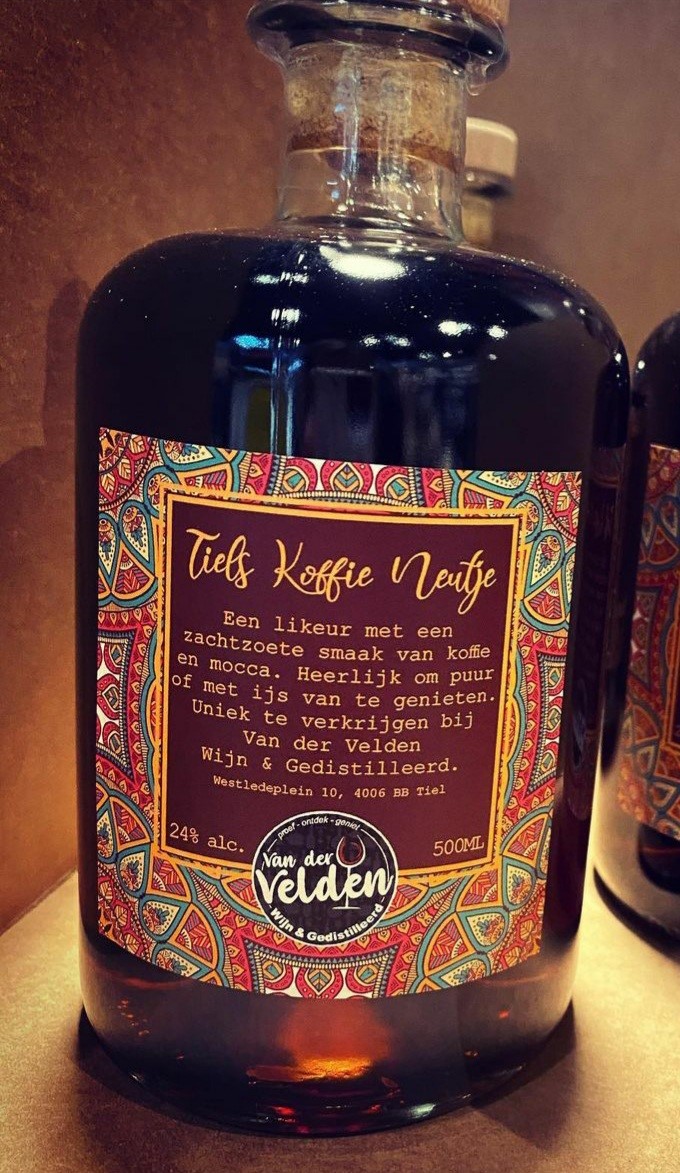 Tiels Koffie Neutje
Een likeur met een
zachtzoete smaak van koffie
en mocca. Heerlijk om puur
of met ijs van te genieten.
Uniek te verkrijgen bij
Van der Velden
Wijn & Gedistilleerd.
Westledeplein 10, 4006 BB Tiel
24% alc.
500ML
proef - ontdek - geniet
Van der
Velden
Wijn & Gedistilleerd